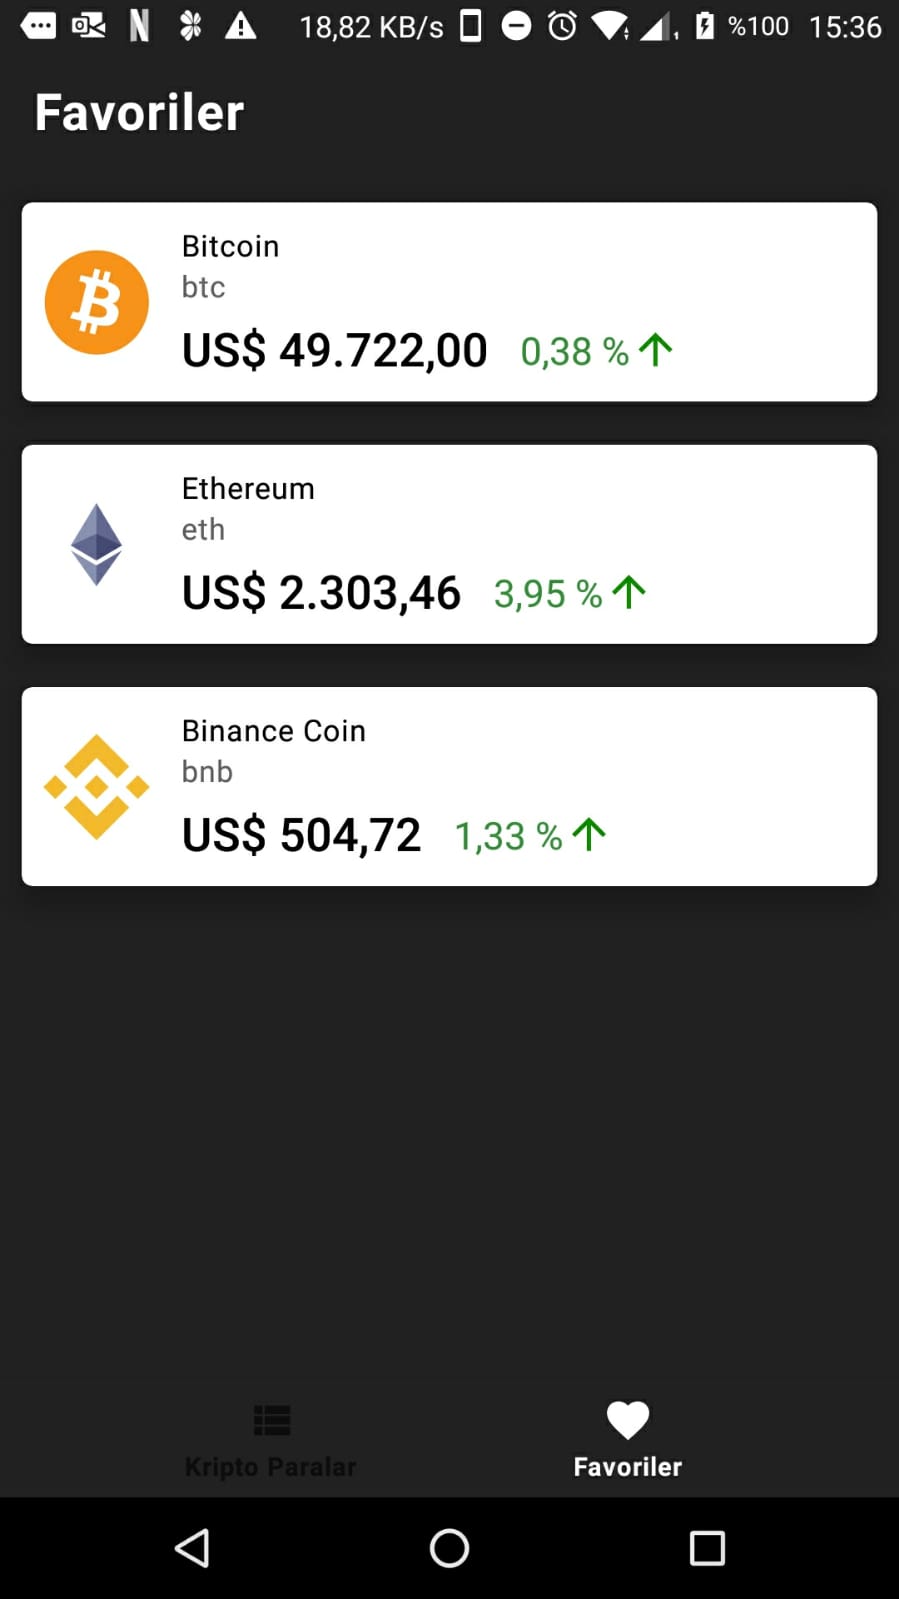 18,82 KB/s %100 15:36
Favoriler
Bitcoin
btc
US$ 49.722,00 0,38 %
Ethereum
eth
US$ 2.303,46 3,95 %
Binance Coin
bnb
US$ 504,72 1,33 %
Kripto Paralar Favoriler